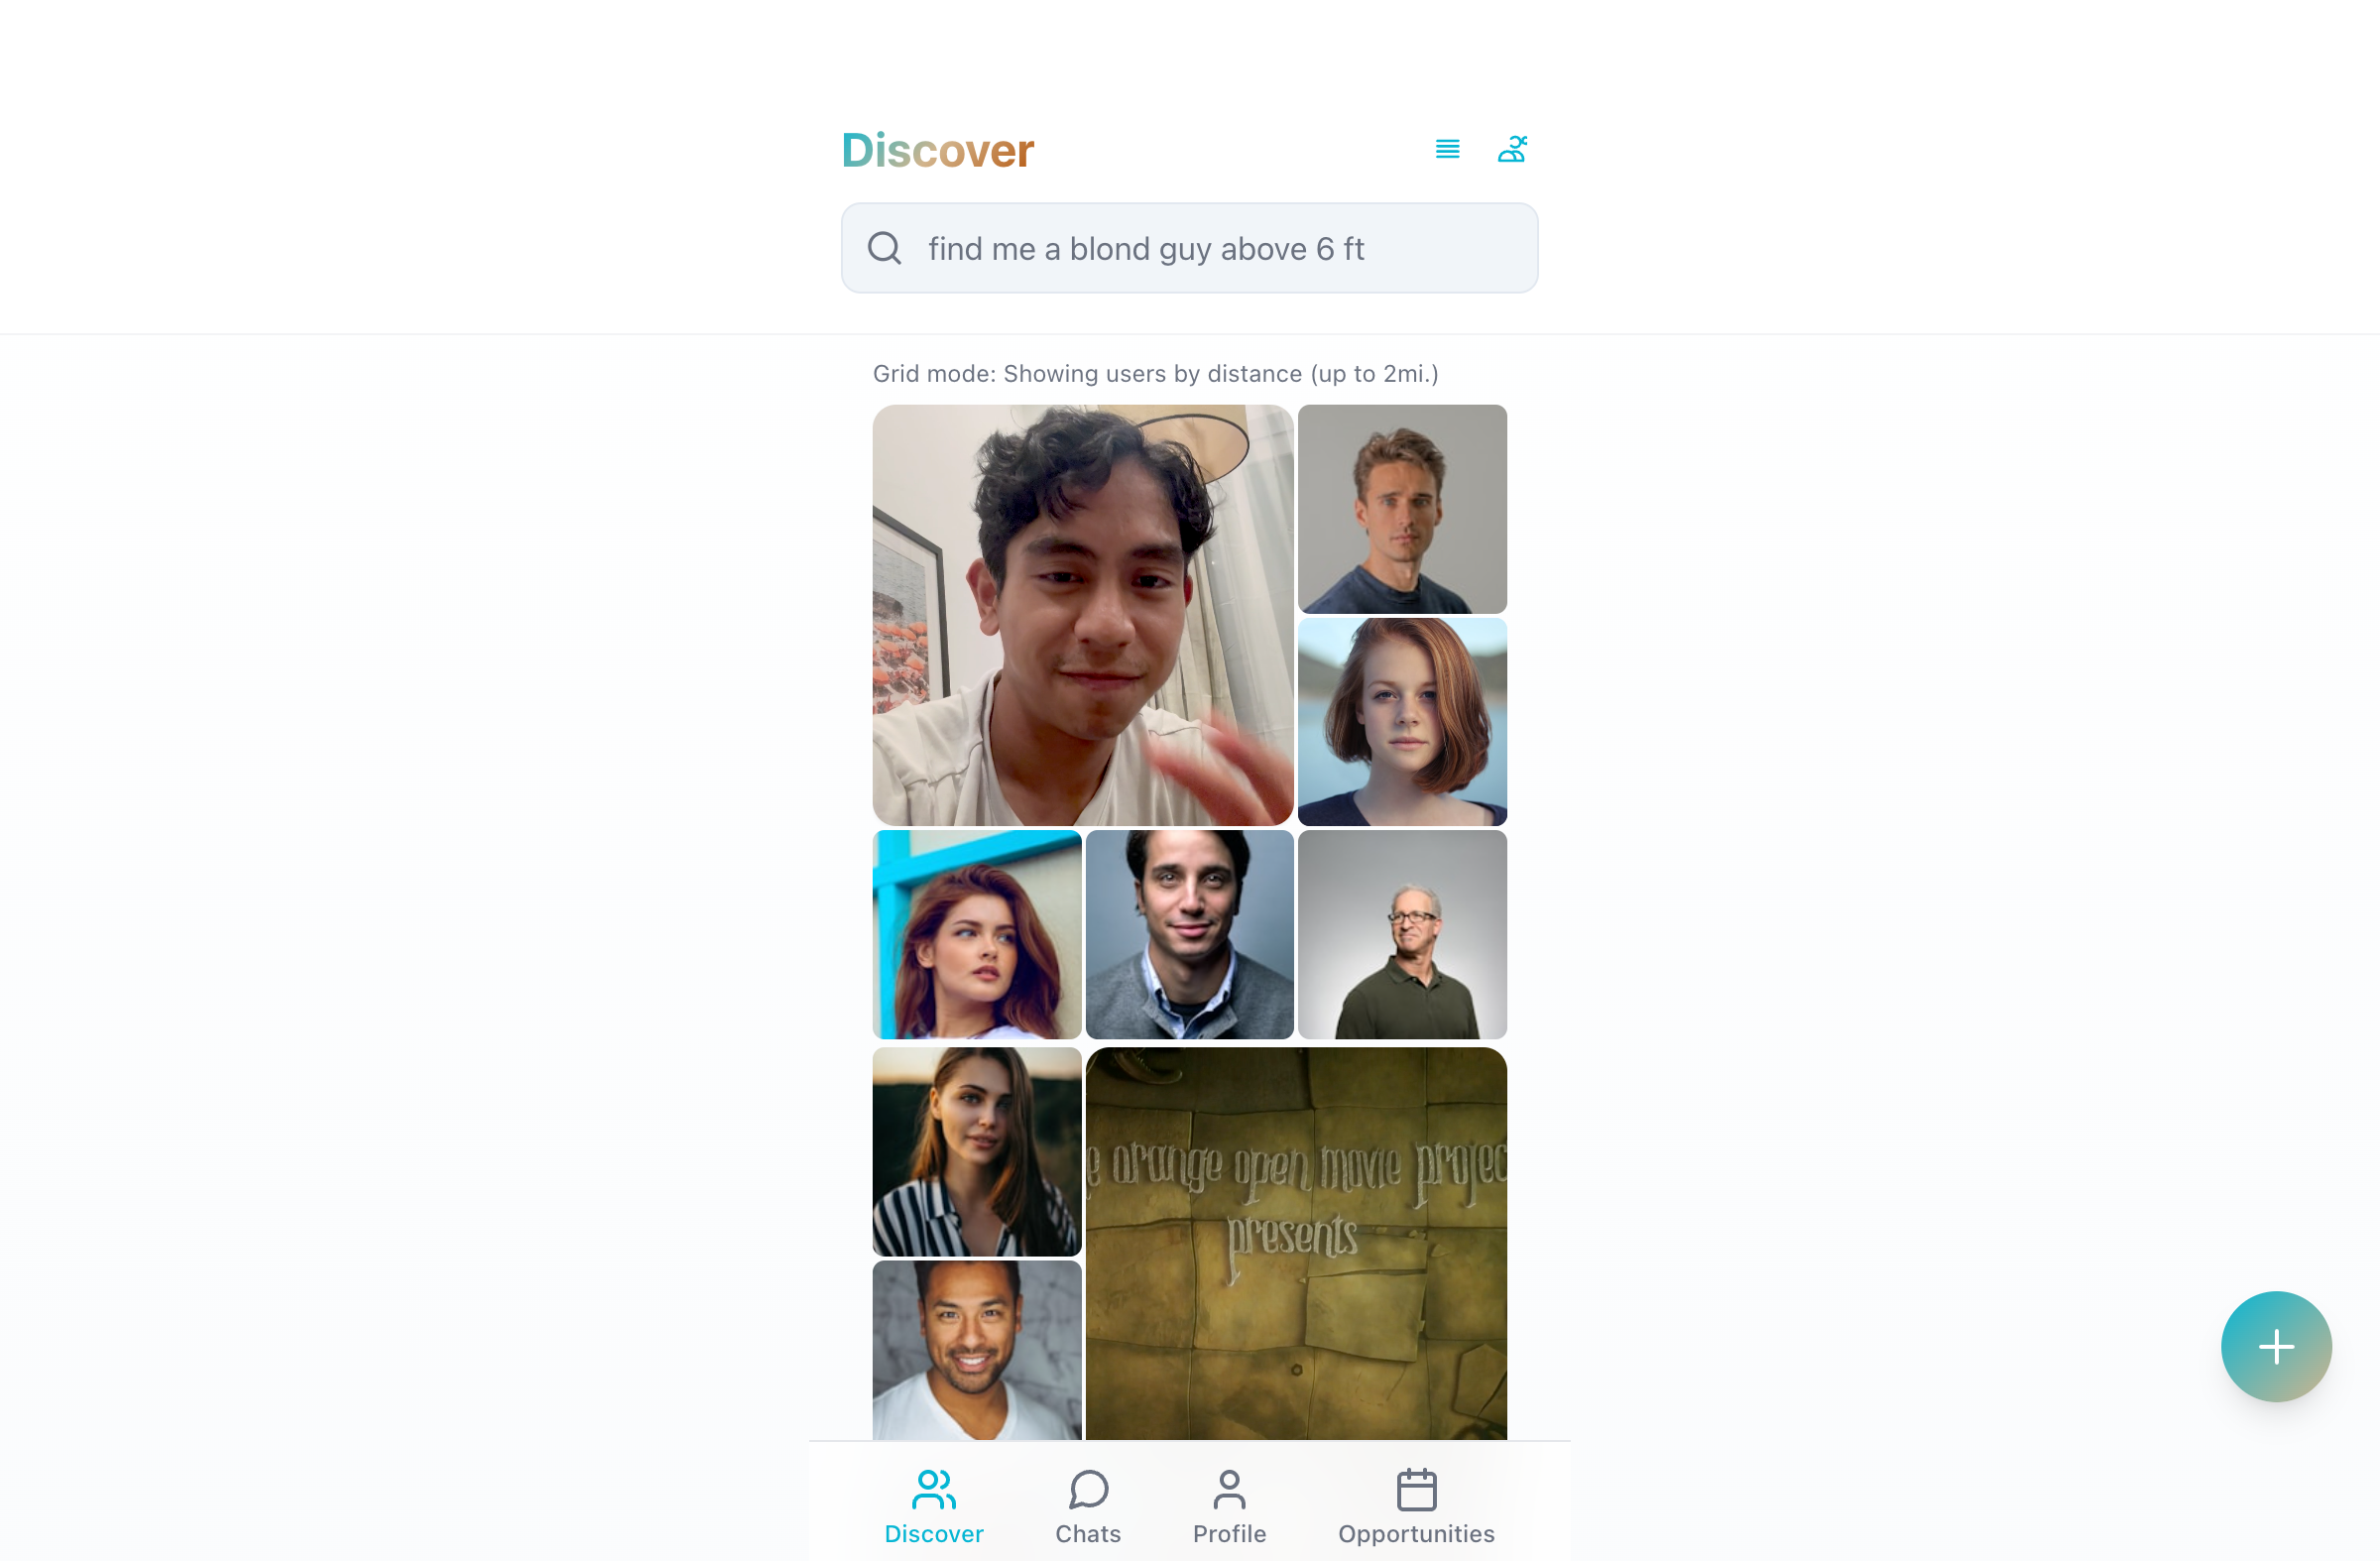 Discover
find me a blond guy above 6 ft
Grid mode: Showing users by distance (up to 2mi.)
e orange open movie projec
presents
Discover
Chats
Profile
Opportunities